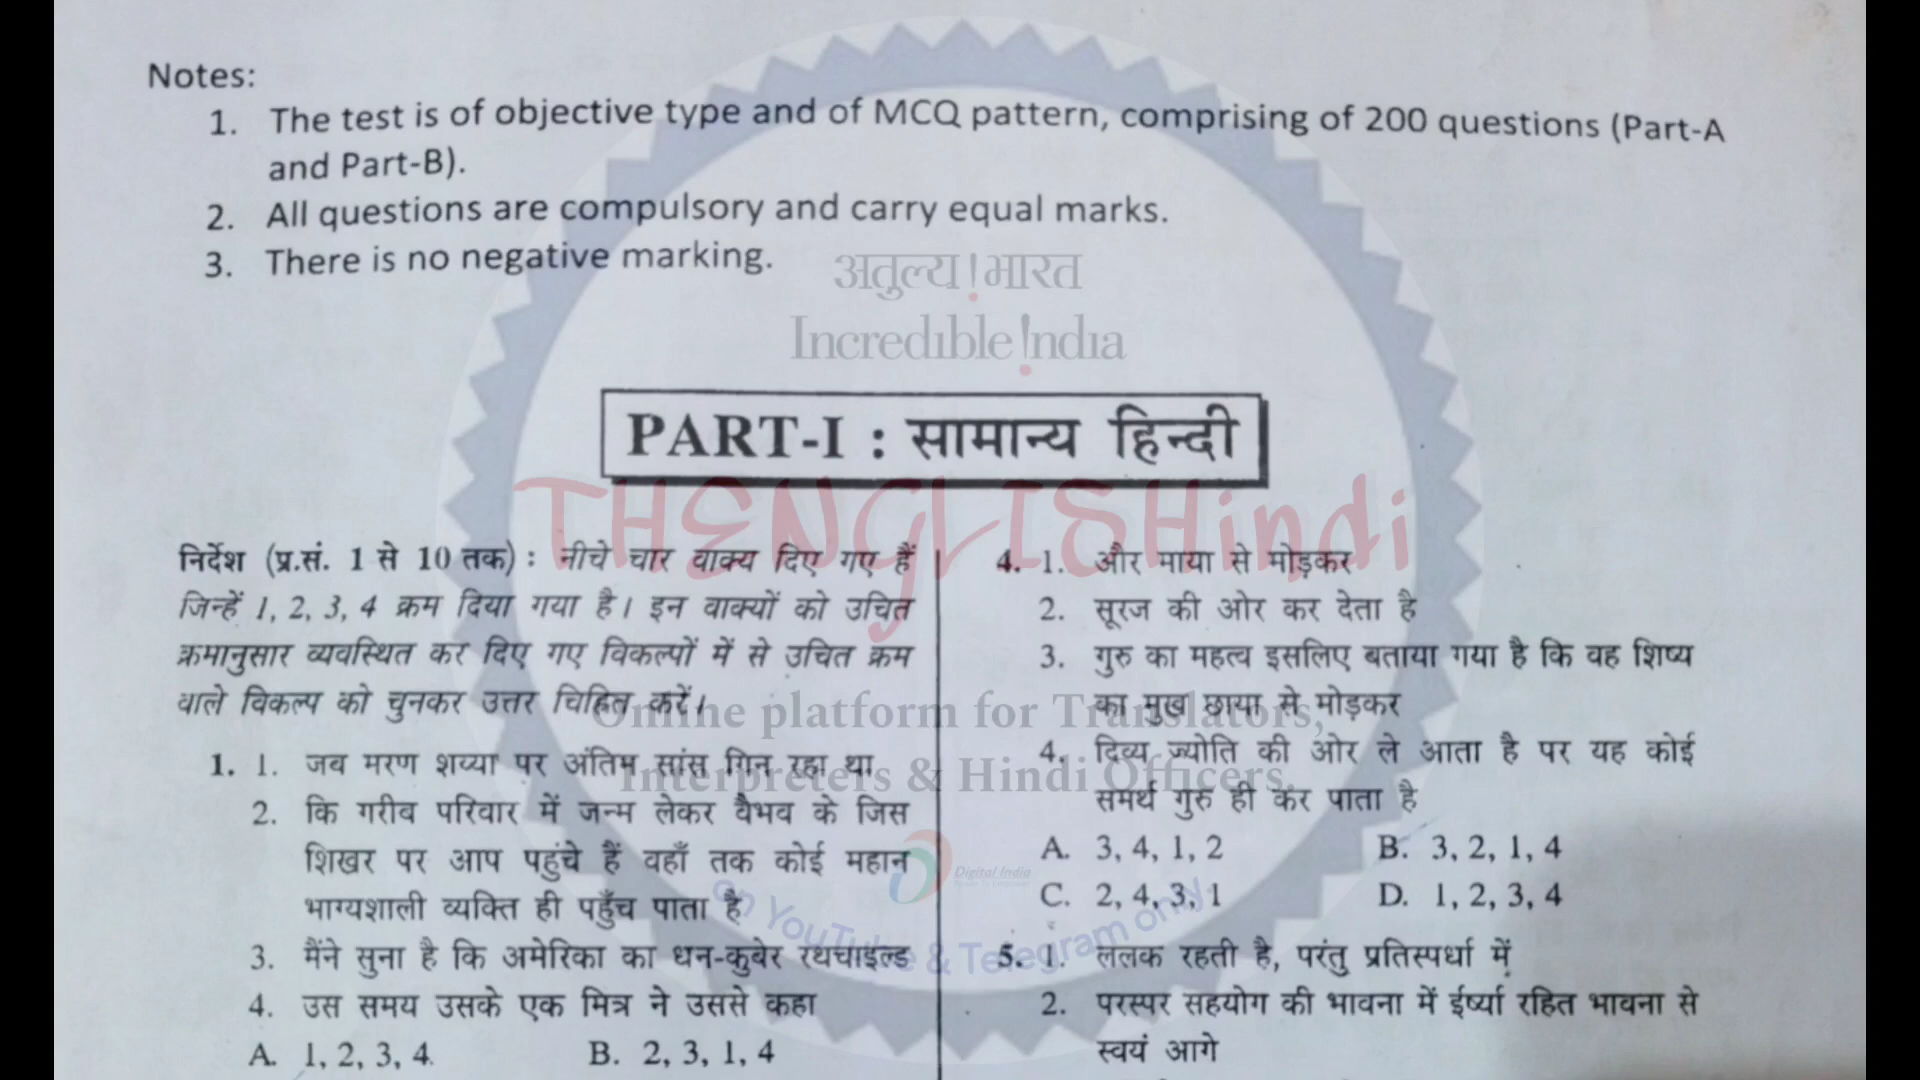 Notes:
1. The test is of objective type and of MCQ pattern, comprising of 200 questions (Part-A
and Part-B).
2. All questions are compulsory and carry equal marks.
3. There is no negative marking.
अतुल्य!भारत
Incredıble!ndıa
PART-I : सामान्य हिन्दी
THENGLISHindi
निर्देश (प्र.सं. 1 से 10 तक) : नीचे चार वाक्य दिए गए हैं
जिन्हें 1, 2, 3, 4 क्रम दिया गया है। इन वाक्यों को उचित
क्रमानुसार व्यवस्थित कर दिए गए विकल्पों में से उचित क्रम
वाले विकल्प को चुनकर उत्तर चिह्नित करें।
1. 1. जब मरण शय्या पर अंतिम सांस गिन रहा था
2. कि गरीब परिवार में जन्म लेकर वैभव के जिस
शिखर पर आप पहुंचे हैं वहाँ तक कोई महान
भाग्यशाली व्यक्ति ही पहुँच पाता है
3. मैंने सुना है कि अमेरिका का धन-कुबेर रथचाइल्ड
4. उस समय उसके एक मित्र ने उससे कहा
A. 1, 2, 3, 4 B. 2, 3, 1, 4
4. 1. और माया से मोड़कर
2. सूरज की ओर कर देता है
3. गुरु का महत्व इसलिए बताया गया है कि वह शिष्य
का मुख छाया से मोड़कर
4. दिव्य ज्योति की ओर ले आता है पर यह कोई
समर्थ गुरु ही कर पाता है
A. 3, 4, 1, 2 B. 3, 2, 1, 4
C. 2, 4, 3, 1 D. 1, 2, 3, 4
5. 1. ललक रहती है, परंतु प्रतिस्पर्धा में
2. परस्पर सहयोग की भावना में ईर्ष्या रहित भावना से
स्वयं आगे
Online platform for Translators,
Interpreters & Hindi Officers
Digital India
on YouTube & Telegram only